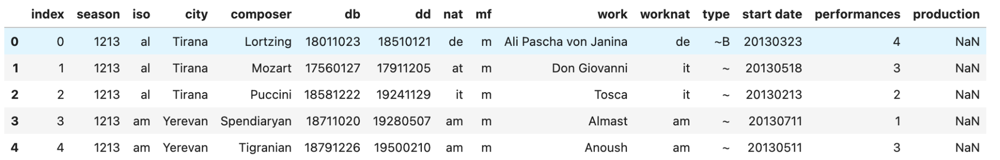 index season iso city composer db dd nat mf work worknat type start date performances production
0 0 1213 al Tirana Lortzing 18011023 18510121 de m Ali Pascha von Janina de ~B 20130323 4 NaN
1 1 1213 al Tirana Mozart 17560127 17911205 at m Don Giovanni it ~ 20130518 3 NaN
2 2 1213 al Tirana Puccini 18581222 19241129 it m Tosca it ~ 20130213 2 NaN
3 3 1213 am Yerevan Spendiaryan 18711020 19280507 am m Almast am ~ 20130711 1 NaN
4 4 1213 am Yerevan Tigranian 18791226 19500210 am m Anoush am ~ 20130511 3 NaN